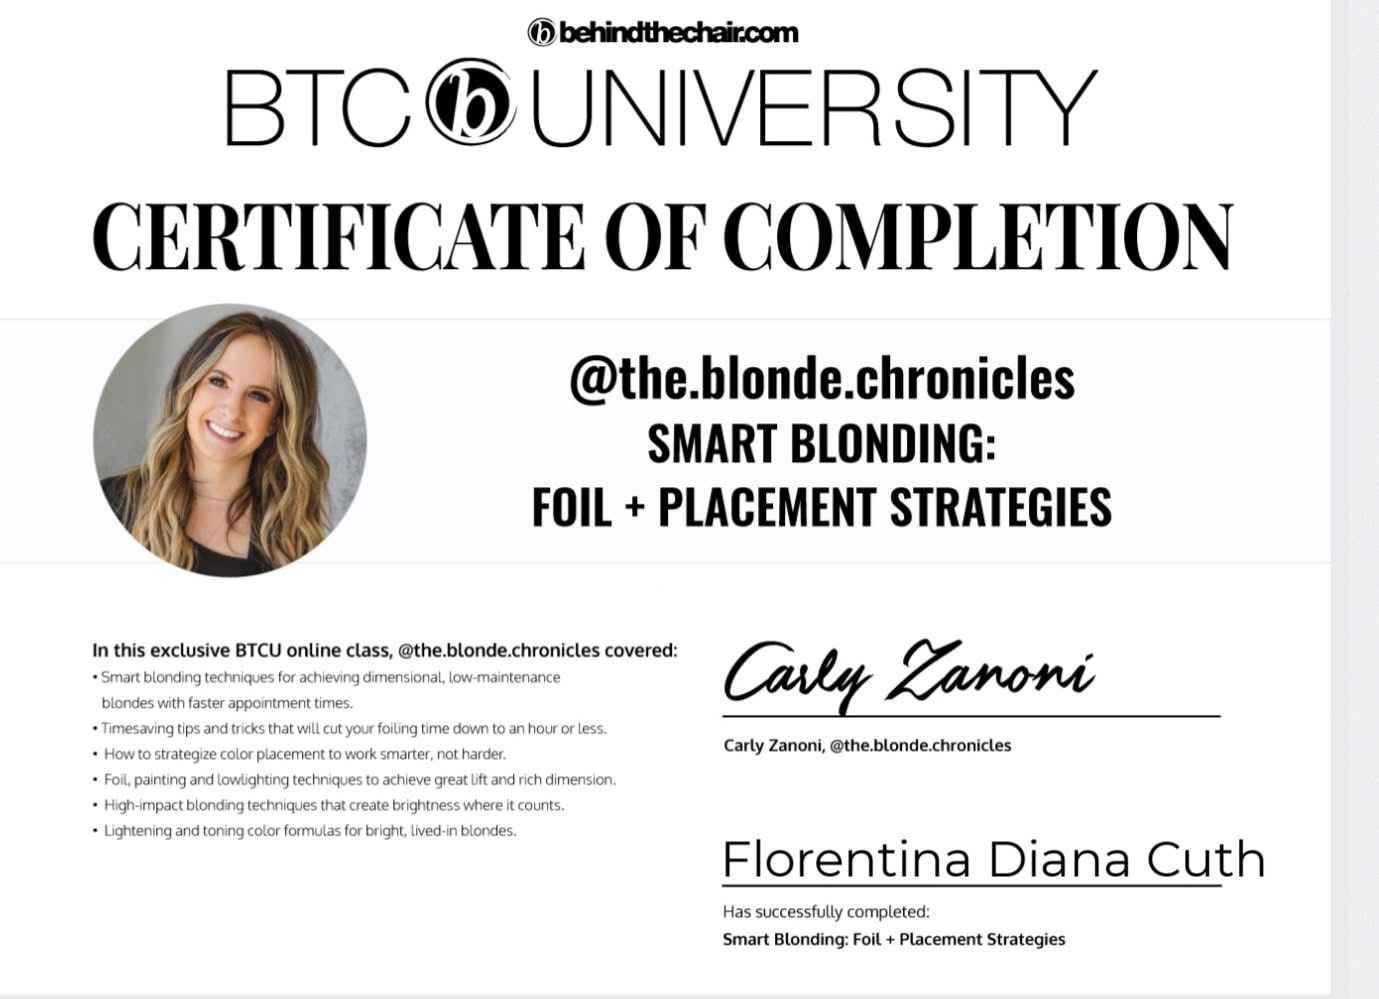 behindthechair.com
BTC b UNIVERSITY
CERTIFICATE OF COMPLETION
@the.blonde.chronicles
SMART BLONDING:
FOIL + PLACEMENT STRATEGIES
In this exclusive BTCU online class, @the.blonde.chronicles covered:
• Smart blonding techniques for achieving dimensional, low-maintenance
blondes with faster appointment times.
• Timesaving tips and tricks that will cut your foiling time down to an hour or less.
• How to strategize color placement to work smarter, not harder.
• Foil, painting and lowlighting techniques to achieve great lift and rich dimension.
• High-impact blonding techniques that create brightness where it counts.
• Lightening and toning color formulas for bright, lived-in blondes.
Carly Zanoni
Carly Zanoni, @the.blonde.chronicles
Florentina Diana Cuth
Has successfully completed:
Smart Blonding: Foil + Placement Strategies